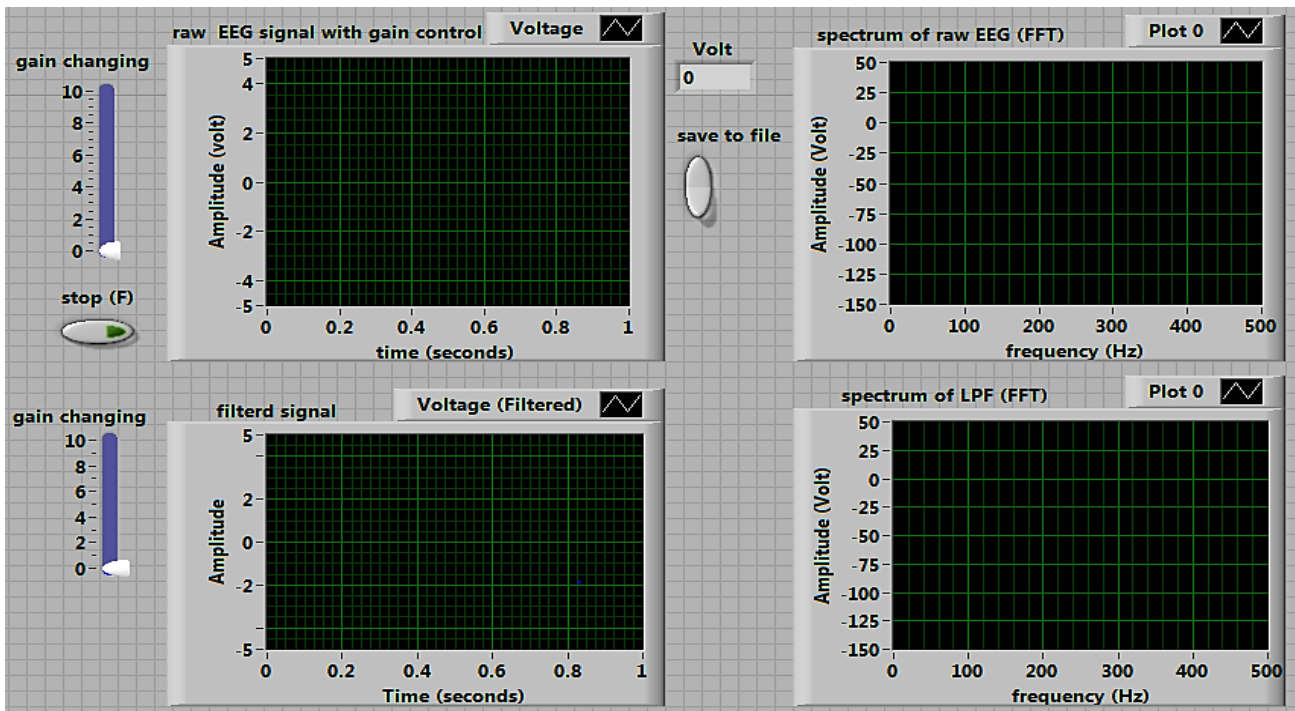 gain changing
10
8
6
4
2
0
stop (F)
raw EEG signal with gain control
Voltage
Amplitude (volt)
5
4
2
0
-2
-4
-5
0 0.2 0.4 0.6 0.8 1
time (seconds)
Volt
0
save to file
spectrum of raw EEG (FFT)
Plot 0
Amplitude (Volt)
50
25
0
-25
-50
-75
-100
-125
-150
0 100 200 300 400 500
frequency (Hz)
gain changing
10
8
6
4
2
0
filterd signal
Voltage (Filtered)
Amplitude
5
2
0
-2
-5
0 0.2 0.4 0.6 0.8 1
Time (seconds)
spectrum of LPF (FFT)
Plot 0
Amplitude (Volt)
50
25
0
-25
-50
-75
-100
-125
-150
0 100 200 300 400 500
frequency (Hz)